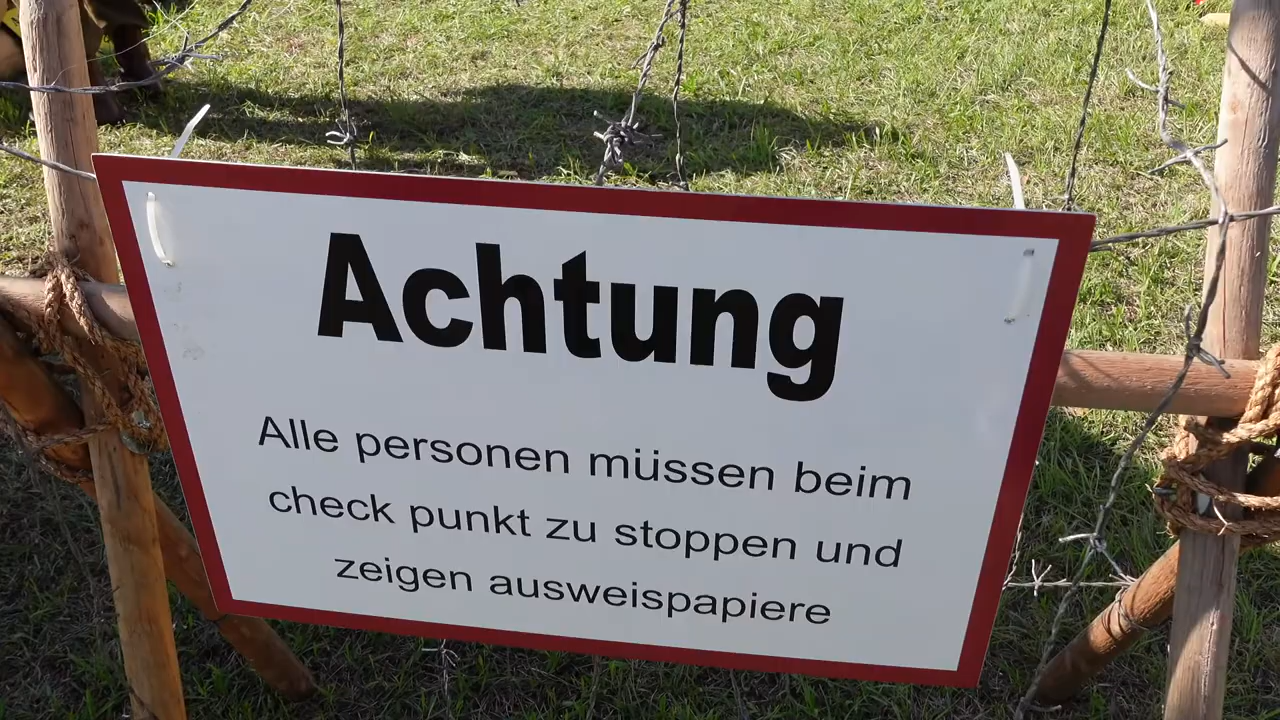 Achtung
Alle personen müssen beim
check punkt zu stoppen und
zeigen ausweispapiere